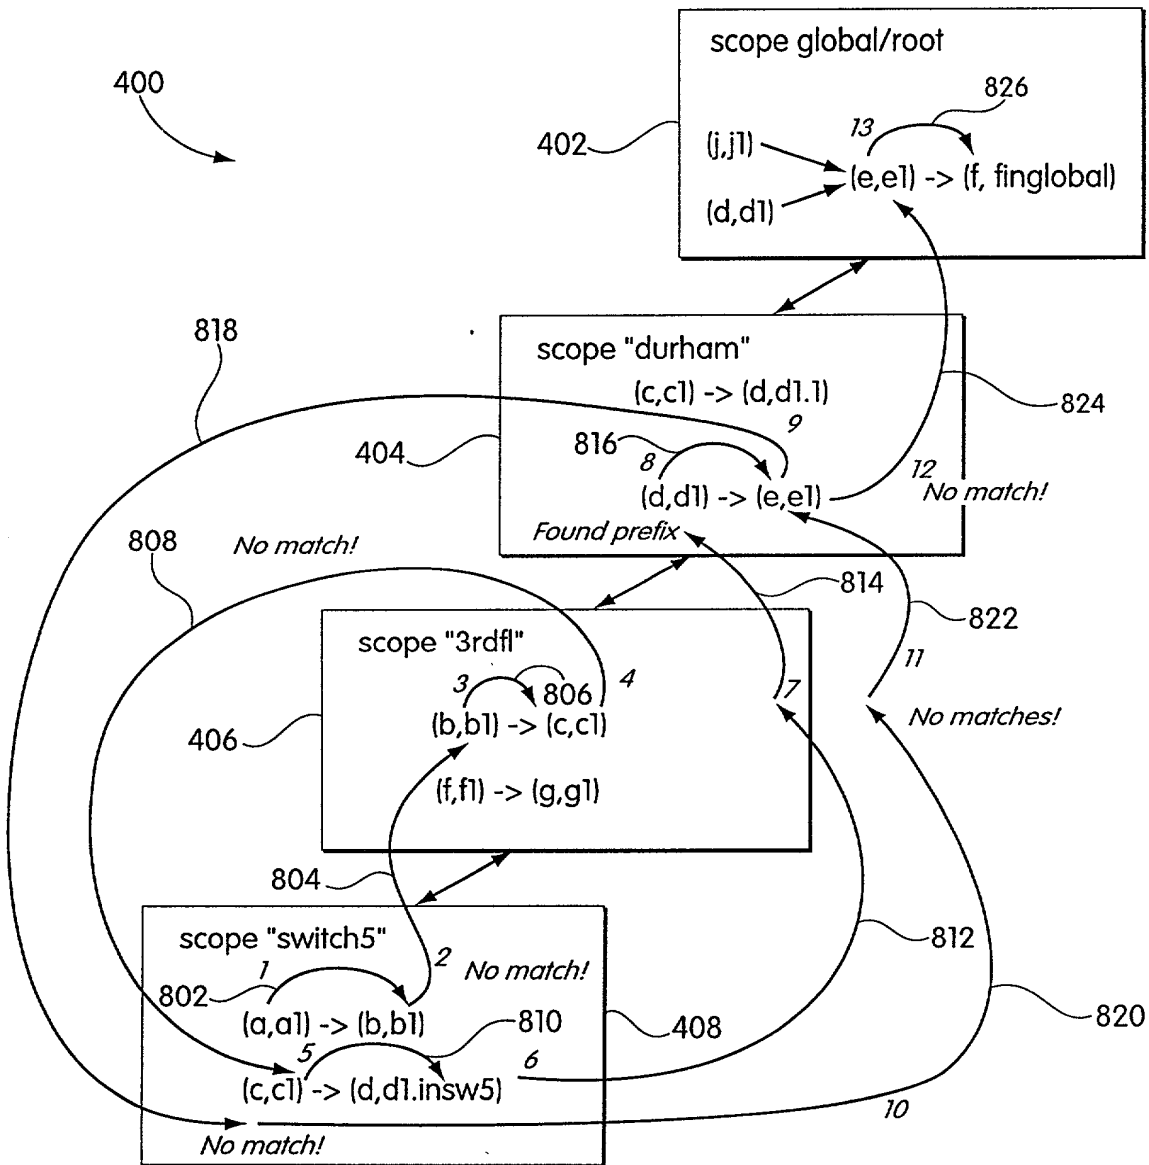 scope global/root
400
826
402
13
(j,j1)
(e,e1) -> (f, finglobal)
(d,d1)
818
scope "durham"
(c,c1) -> (d,d1.1)
824
9
816
404
8
12
(d,d1) -> (e,e1)
No match!
Found prefix
808
No match!
814
822
scope "3rdfl"
11
3
806
4
7
(b,b1) -> (c,c1)
No matches!
406
(f,f1) -> (g,g1)
804
812
scope "switch5"
1
2
No match!
802
(a,a1) -> (b,b1)
810
408
820
5
6
(c,c1) -> (d,d1.insw5)
10
No match!